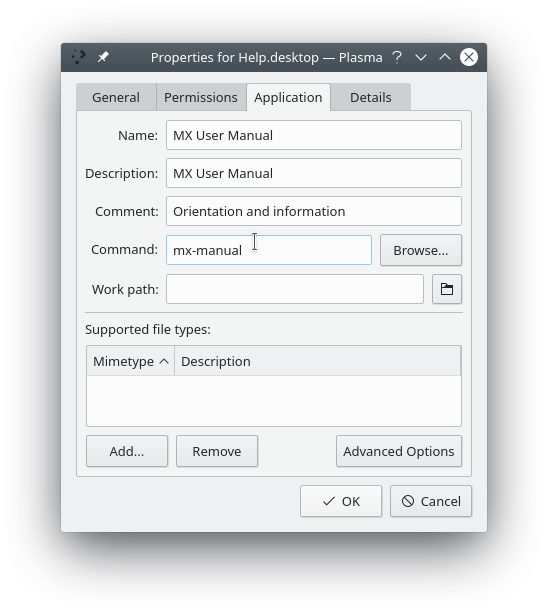 Properties for Help.desktop — Plasma ?
General Permissions Application Details
Name: MX User Manual
Description: MX User Manual
Comment: Orientation and information
Command: mx-manual Browse...
Work path:
Supported file types:
Mimetype Description
Add... Remove Advanced Options
OK Cancel